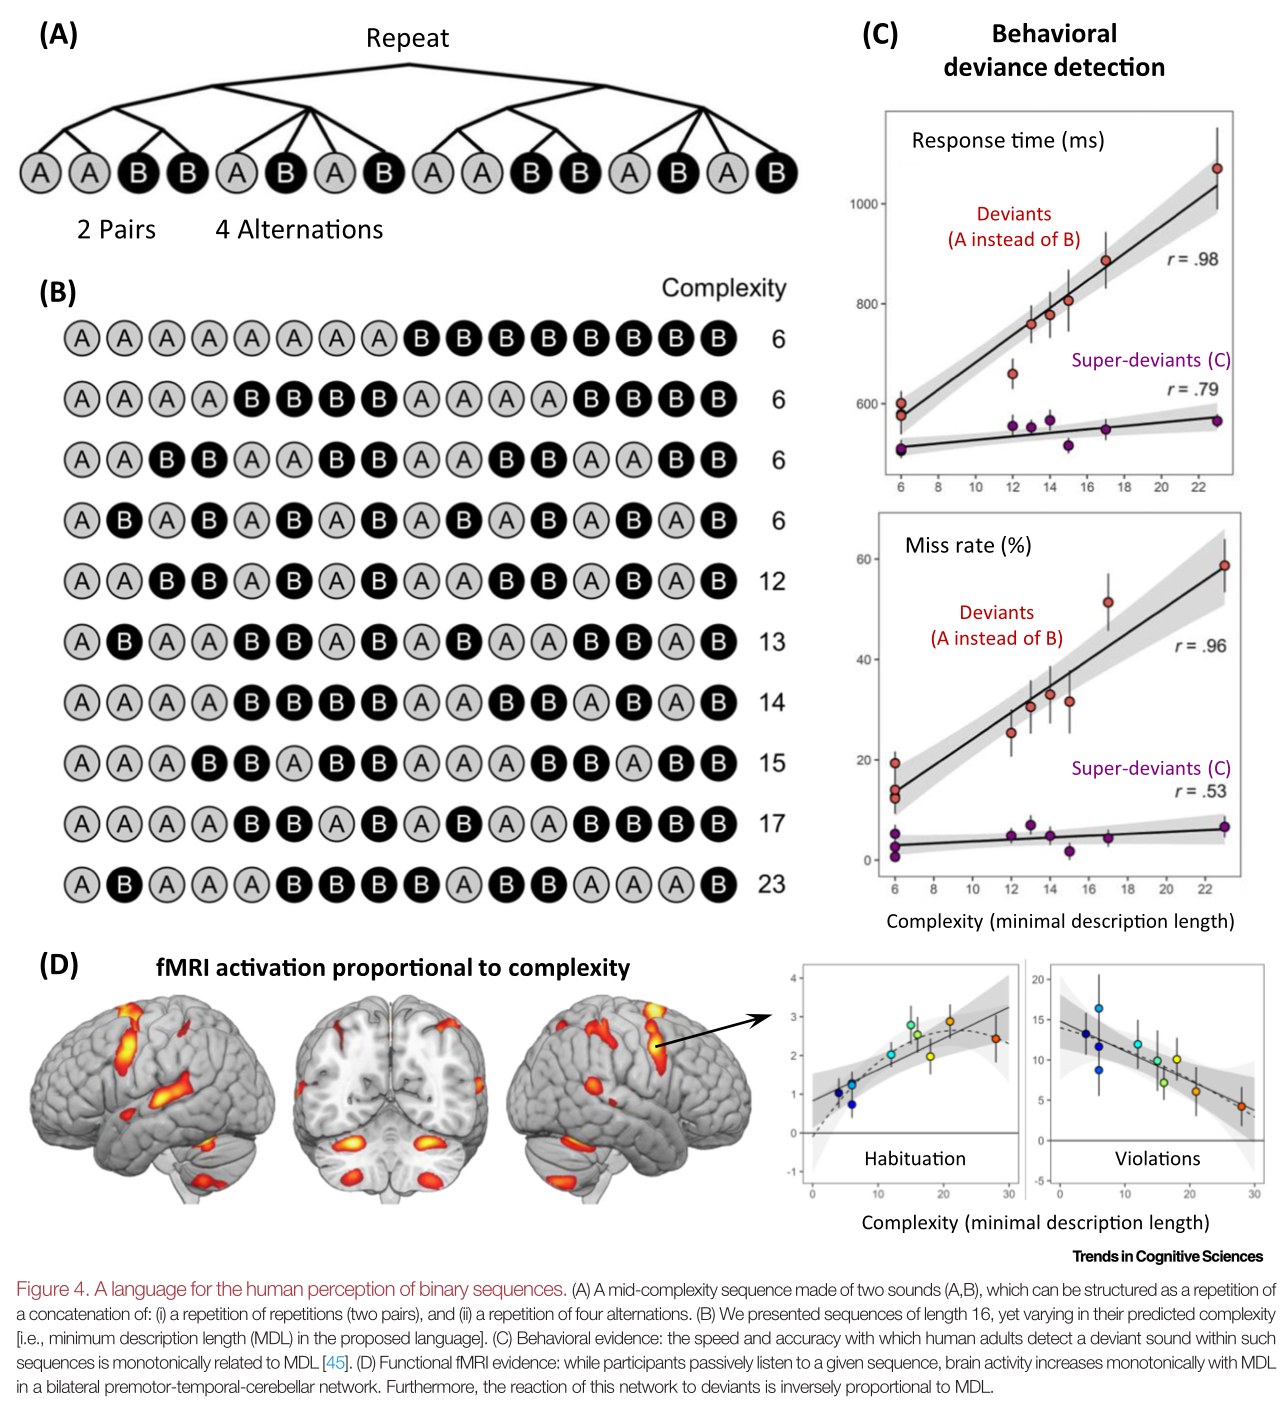 (A)
Repeat
A A B B A B A B A A B B A B A B
2 Pairs 4 Alternations
(B)
Complexity
A A A A A A A A B B B B B B B B 6
A A A A B B B B A A A A B B B B 6
A A B B A A B B A A B B A A B B 6
A B A B A B A B A B A B A B A B 6
A A B B A B A B A A B B A B A B 12
A B A A B B A B A B A A B B A B 13
A A A A B B B B A A B B A B A B 14
A A A B B A B B A A A B B A B B 15
A A A A B B A B A B A A B B B B 17
A B A A A B B B B A B B A A A B 23
(C)
Behavioral
deviance detection
Response time (ms)
Deviants
(A instead of B)
r = .98
Super-deviants (C)
r = .79
1000
800
600
6 8 10 12 14 16 18 20 22
Miss rate (%)
Deviants
(A instead of B)
r = .96
Super-deviants (C)
r = .53
60
40
20
0
6 8 10 12 14 16 18 20 22
Complexity (minimal description length)
(D)
fMRI activation proportional to complexity
4
3
2
1
0
-1
Habituation
0 10 20 30
20
15
10
5
0
-5
Violations
0 10 20 30
Complexity (minimal description length)
Trends in Cognitive Sciences
Figure 4. A language for the human perception of binary sequences. (A) A mid-complexity sequence made of two sounds (A,B), which can be structured as a repetition of
a concatenation of: (i) a repetition of repetitions (two pairs), and (ii) a repetition of four alternations. (B) We presented sequences of length 16, yet varying in their predicted complexity
[i.e., minimum description length (MDL) in the proposed language]. (C) Behavioral evidence: the speed and accuracy with which human adults detect a deviant sound within such
sequences is monotonically related to MDL [45]. (D) Functional fMRI evidence: while participants passively listen to a given sequence, brain activity increases monotonically with MDL
in a bilateral premotor-temporal-cerebellar network. Furthermore, the reaction of this network to deviants is inversely proportional to MDL.